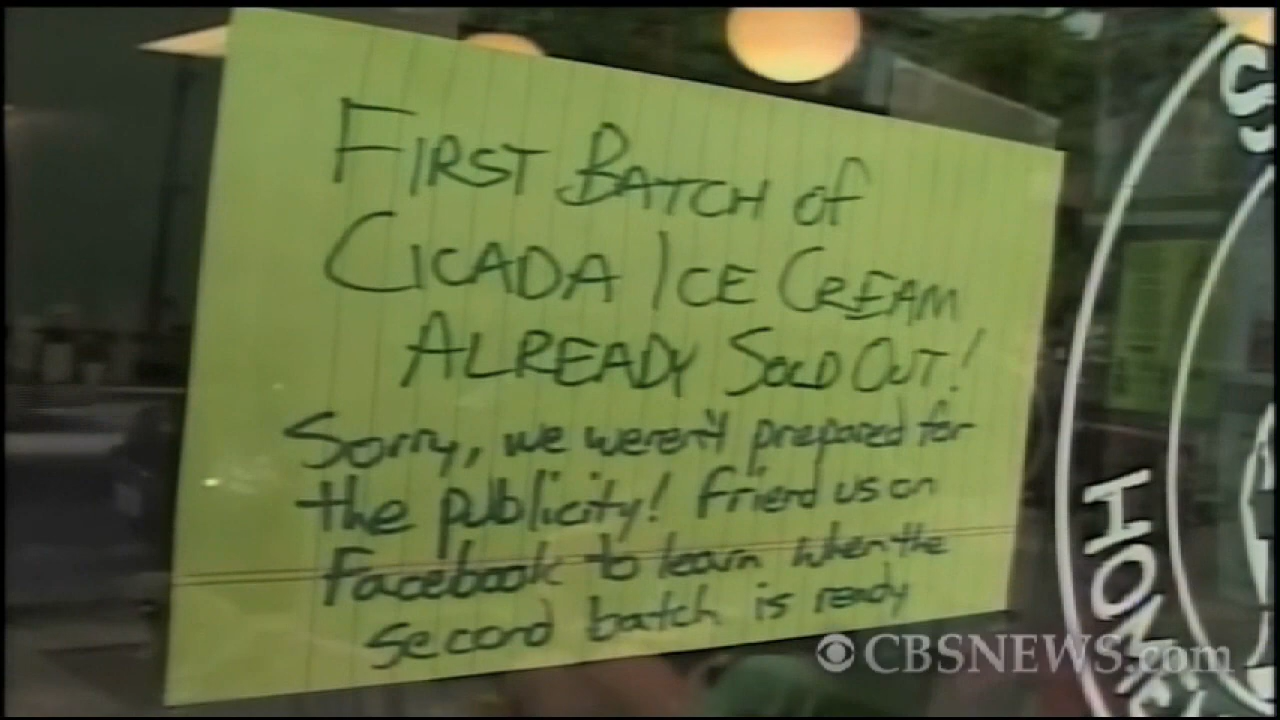 FIRST BATCH of
CICADA ICE CREAM
ALREADY SOLD OUT!
Sorry, we weren't prepared for
the publicity! Friend us on
Facebook to learn when the
second batch is ready
CBSNEWS.com